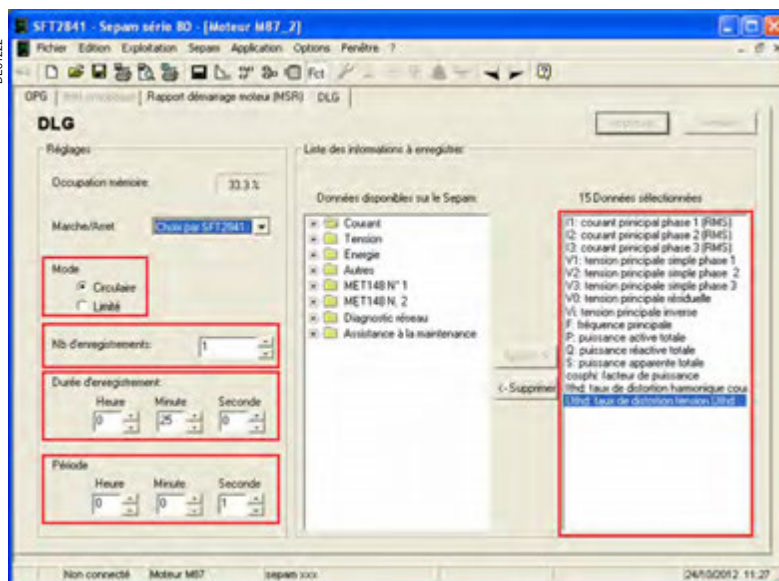 SFT2841 - Sepam série 80 - [Moteur M87_2]
Fichier Edition Exploitation Sepam Application Options Fenêtre ?
Fct
OPG Rapport démarrage moteur (MSR) DLG
DLG
Réglages
Occupation mémoire 33.3 %
Marche/Arret Choix par SFT2841
Mode
Circulaire
Limité
Nb d'enregistrements: 1
Durée d'enregistrement
Heure Minute Seconde
0 25 0
Période
Heure Minute Seconde
0 0 1
Liste des informations à enregistrer
Données disponibles sur le Sepam
Courant
Tension
Energie
Autres
MET148 N° 1
MET148 N. 2
Diagnostic réseau
Assistance à la maintenance
<- Supprimer
15 Données sélectionnées
I1: courant principal phase 1 (RMS)
I2: courant principal phase 2 (RMS)
I3: courant principal phase 3 (RMS)
V1: tension principale simple phase 1
V2: tension principale simple phase 2
V3: tension principale simple phase 3
V0: tension principale résiduelle
Vi: tension principale inverse
F: fréquence principale
P: puissance active totale
Q: puissance réactive totale
S: puissance apparente totale
cosphi: facteur de puissance
Ithd: taux de distortion harmonique cour
Uthd: taux de distortion tension Uthd
Non connecté Moteur M87 sepam xxx 24/10/2012 11:27